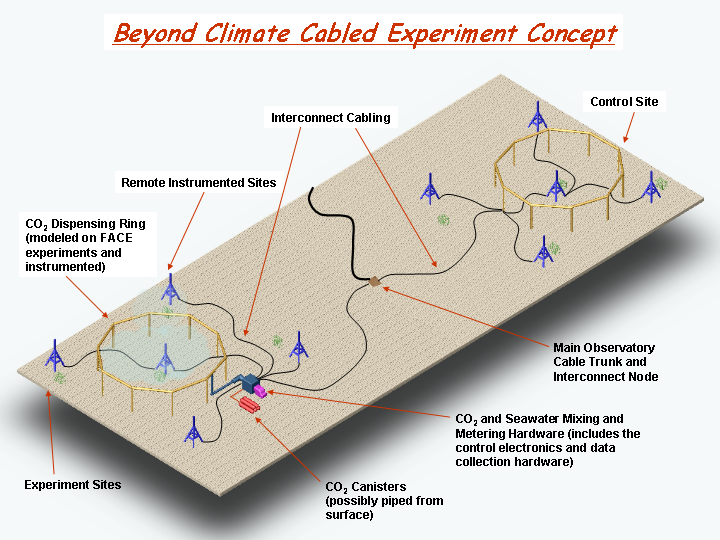 Beyond Climate Cabled Experiment Concept
Control Site
Interconnect Cabling
Remote Instrumented Sites
CO₂ Dispensing Ring
(modeled on FACE
experiments and
instrumented)
Main Observatory
Cable Trunk and
Interconnect Node
CO₂ and Seawater Mixing and
Metering Hardware (includes the
control electronics and data
collection hardware)
Experiment Sites
CO₂ Canisters
(possibly piped from
surface)